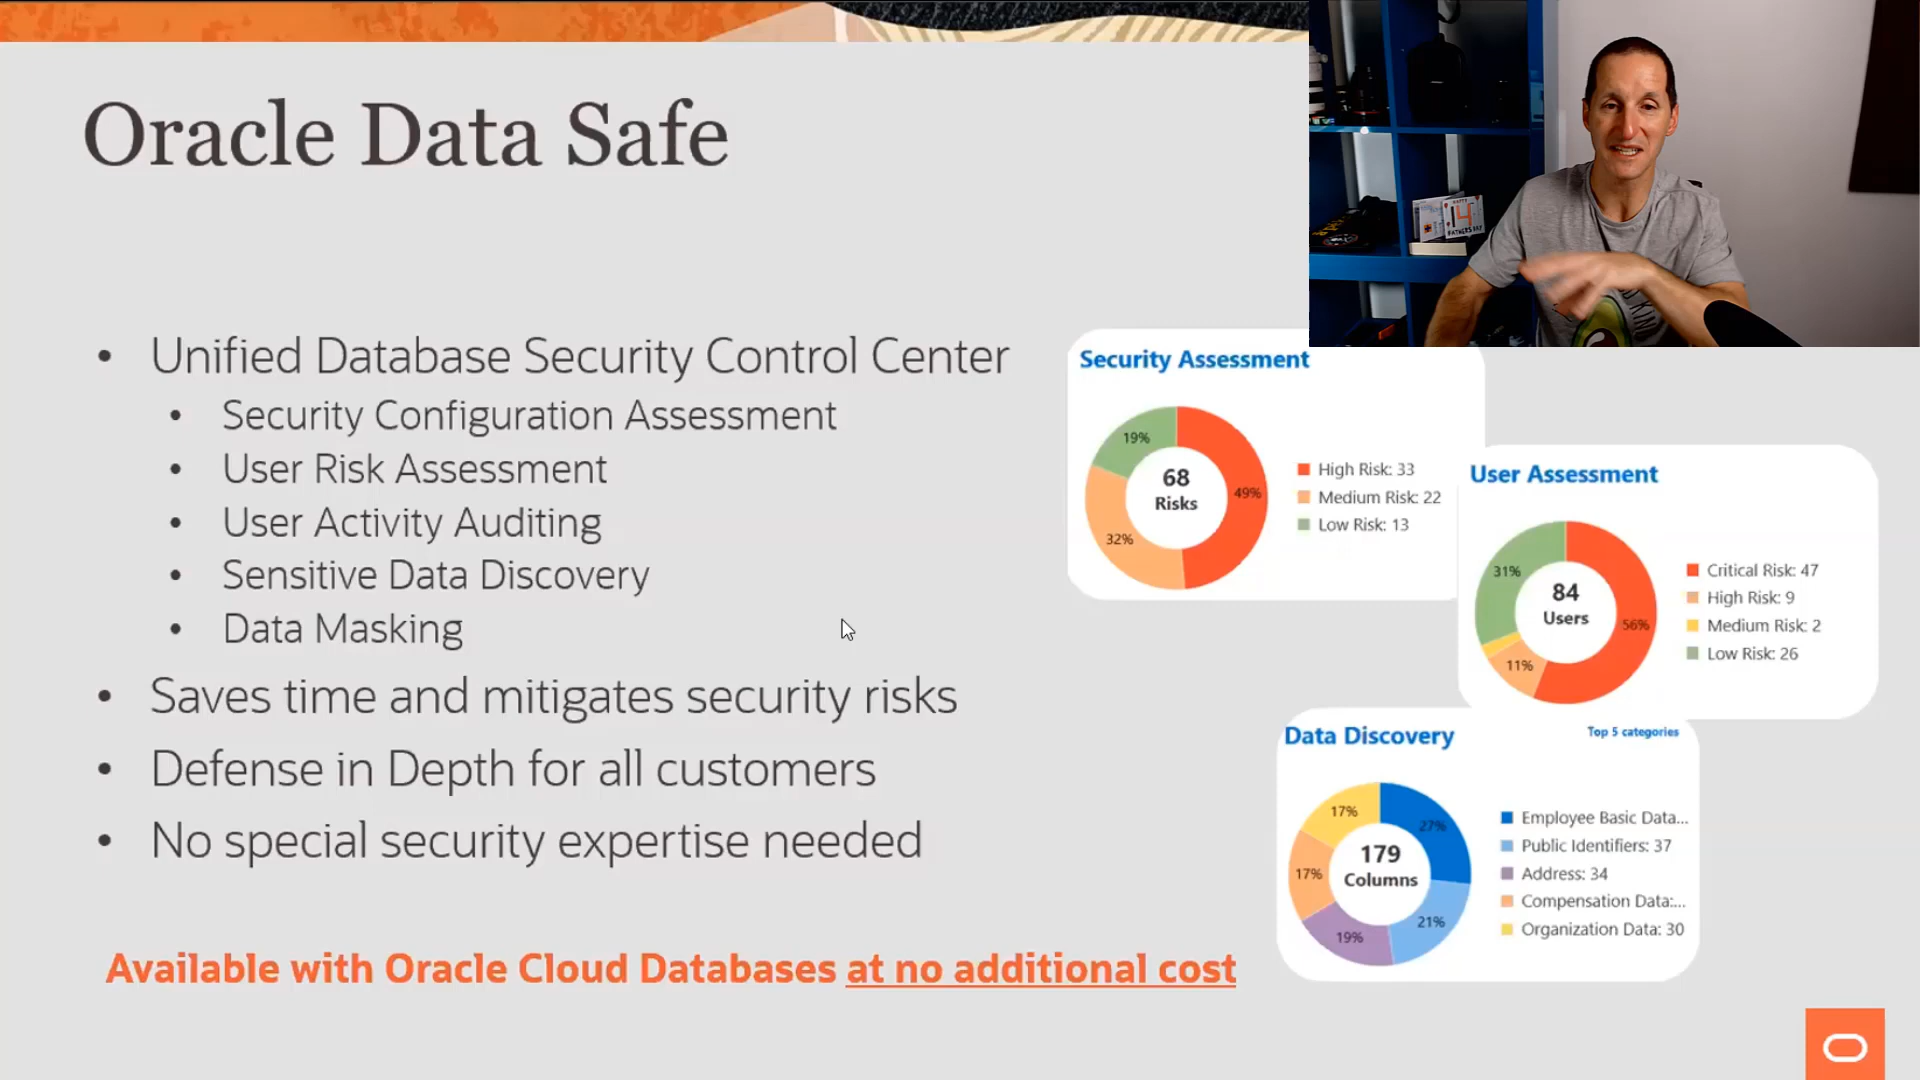 Oracle Data Safe
HAPPY
14
FATHERS DAY
• Unified Database Security Control Center
• Security Configuration Assessment
• User Risk Assessment
• User Activity Auditing
• Sensitive Data Discovery
• Data Masking
• Saves time and mitigates security risks
• Defense in Depth for all customers
• No special security expertise needed
Available with Oracle Cloud Databases at no additional cost
Security Assessment
19%
49%
32%
68
Risks
High Risk: 33
Medium Risk: 22
Low Risk: 13
User Assessment
31%
56%
11%
84
Users
Critical Risk: 47
High Risk: 9
Medium Risk: 2
Low Risk: 26
Data Discovery
Top 5 categories
17%
27%
17%
21%
19%
179
Columns
Employee Basic Data...
Public Identifiers: 37
Address: 34
Compensation Data:...
Organization Data: 30